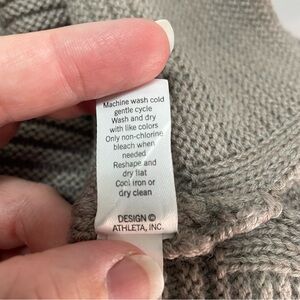 Machine wash cold
gentle cycle
Wash and dry
with like colors
Only non-chlorine
bleach when
needed
Reshape and
dry flat
Cool iron or
dry clean
DESIGN ©
ATHLETA, INC.